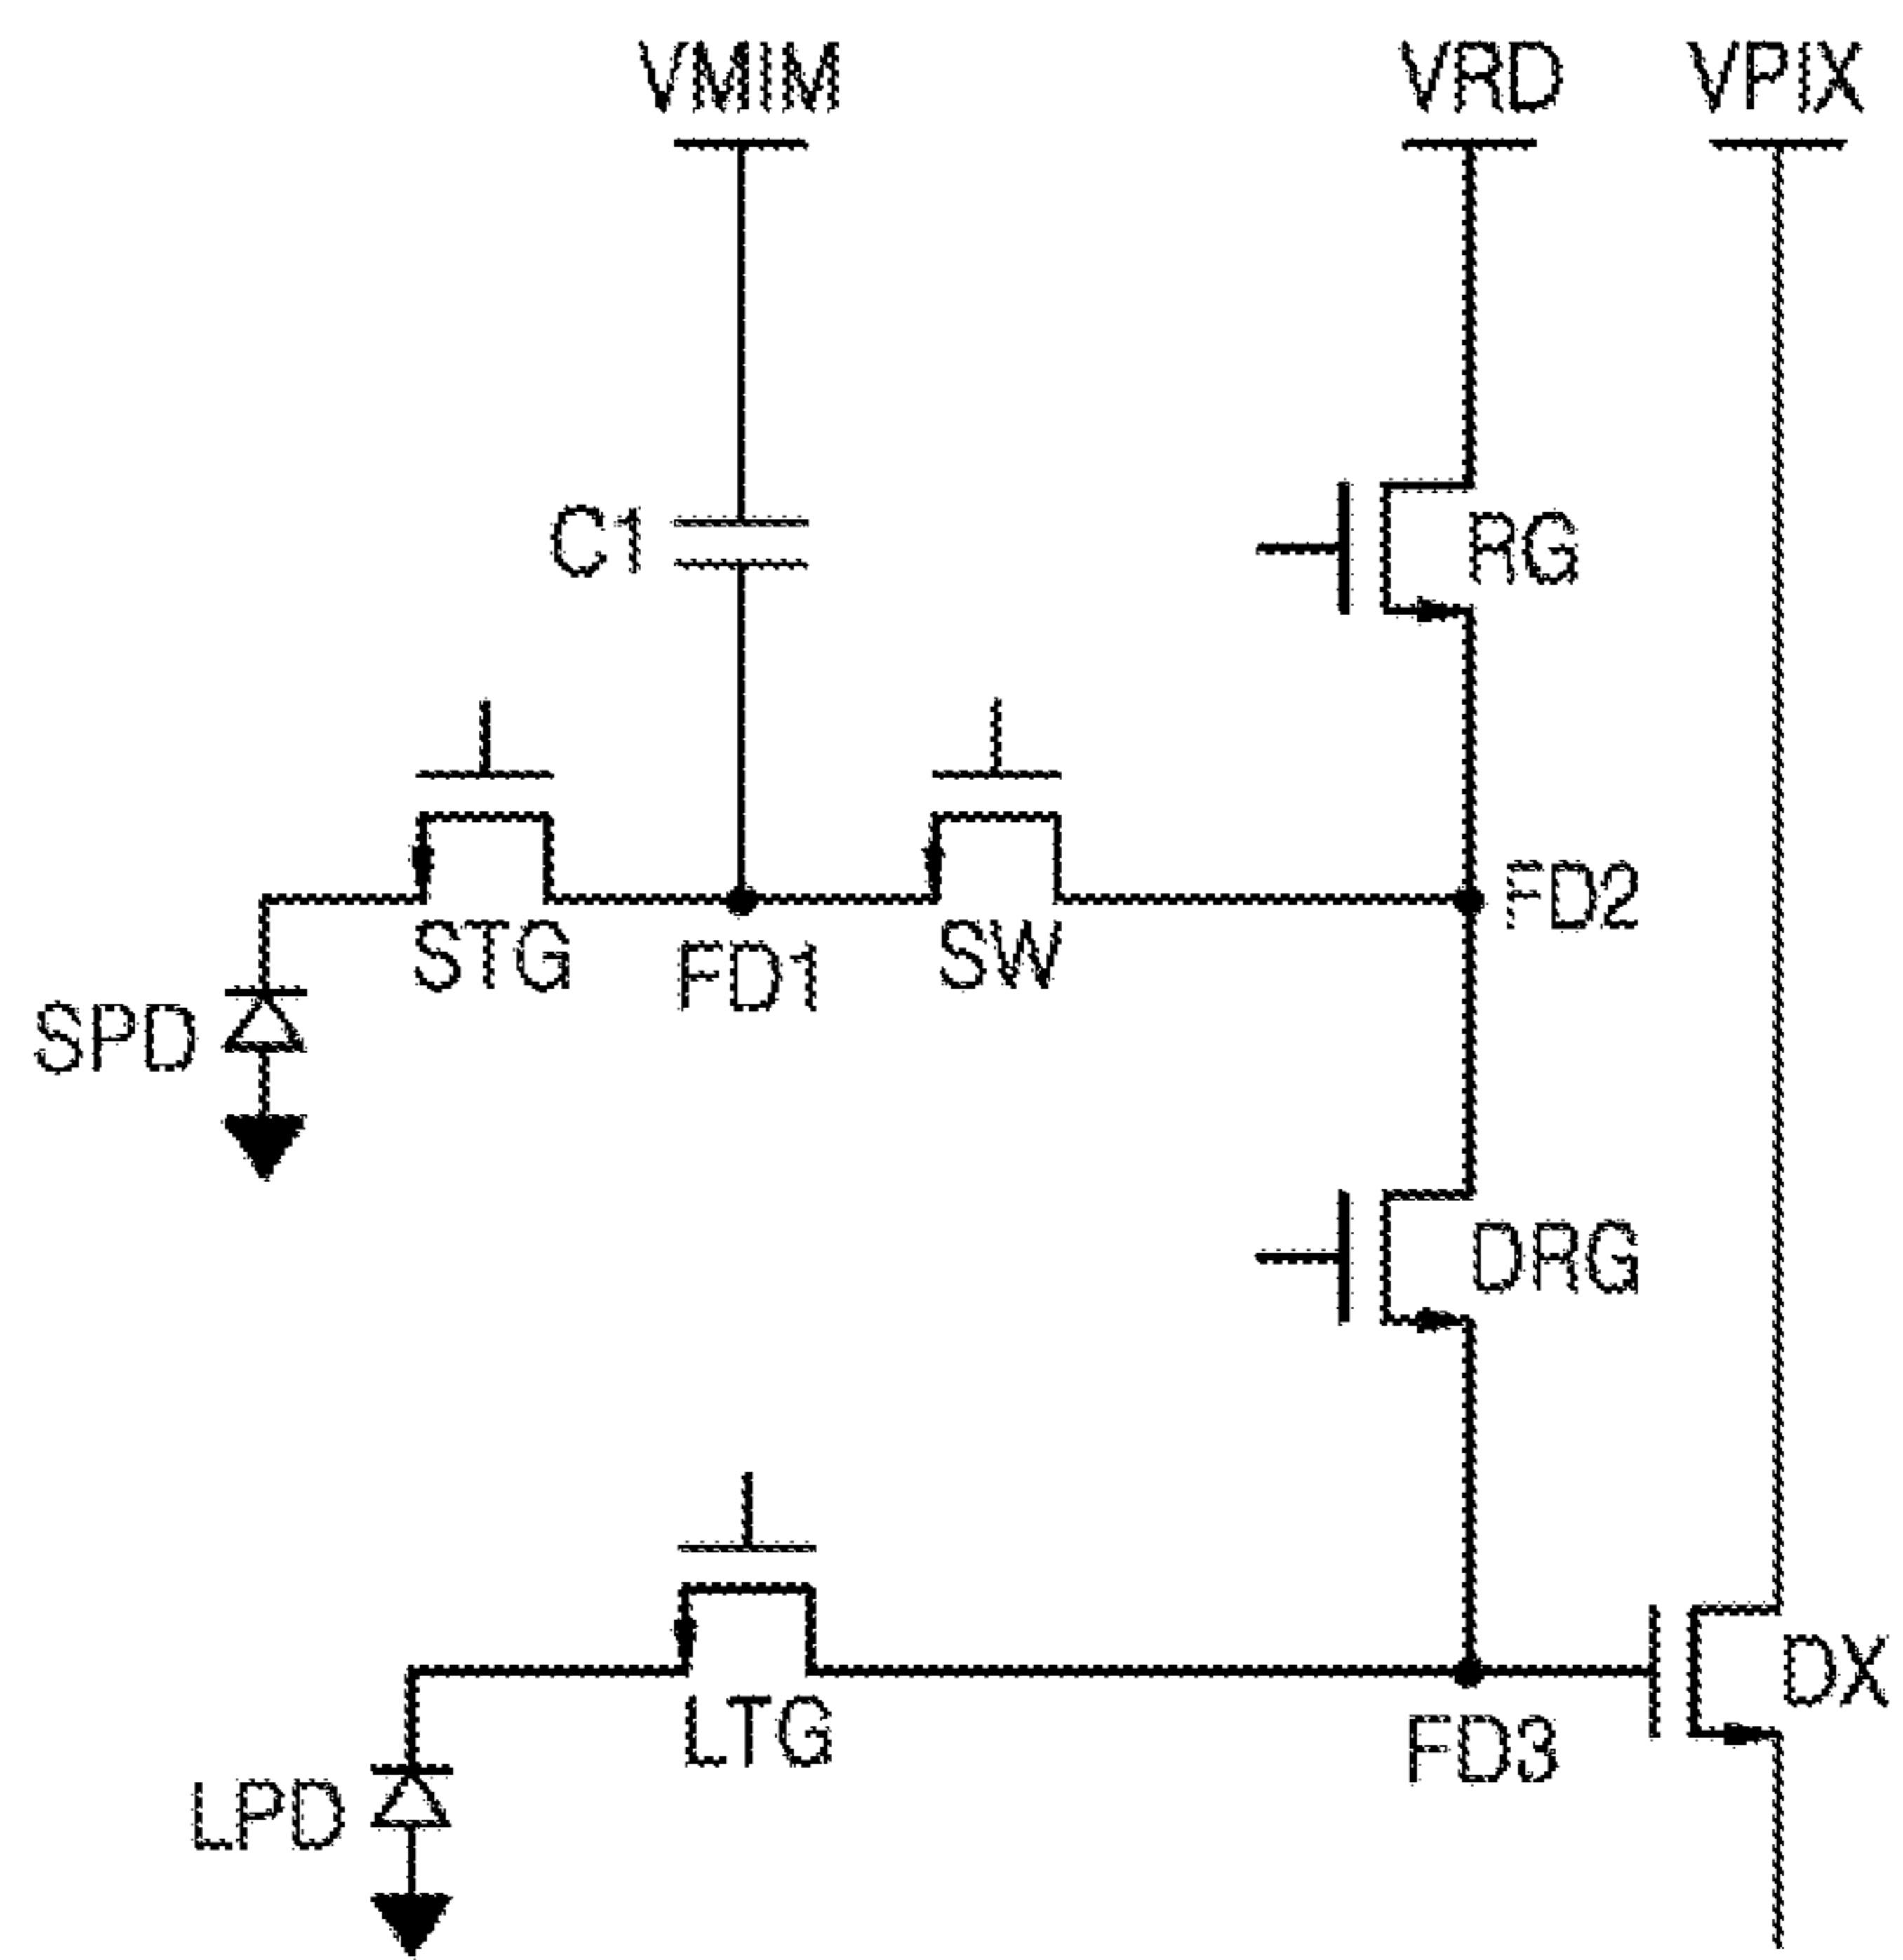 VMIM
VRD
VPIX
C1
RG
STG
FD1
SW
FD2
SPD
DRG
LTG
FD3
DX
LPD